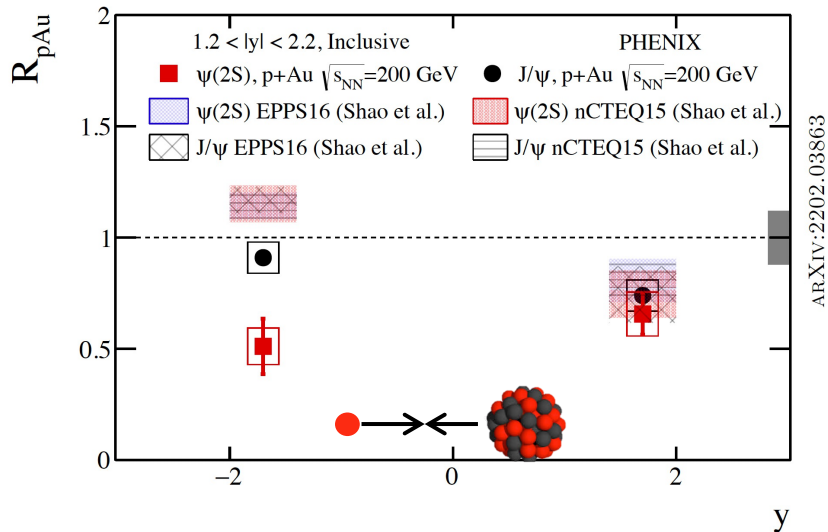 R_pAu
2
1.5
1
0.5
0
1.2 < |y| < 2.2, Inclusive
PHENIX
ψ(2S), p+Au √s_NN=200 GeV
J/ψ, p+Au √s_NN=200 GeV
ψ(2S) EPPS16 (Shao et al.)
ψ(2S) nCTEQ15 (Shao et al.)
J/ψ EPPS16 (Shao et al.)
J/ψ nCTEQ15 (Shao et al.)
−2
0
2
y
ARXIV:2202.03863